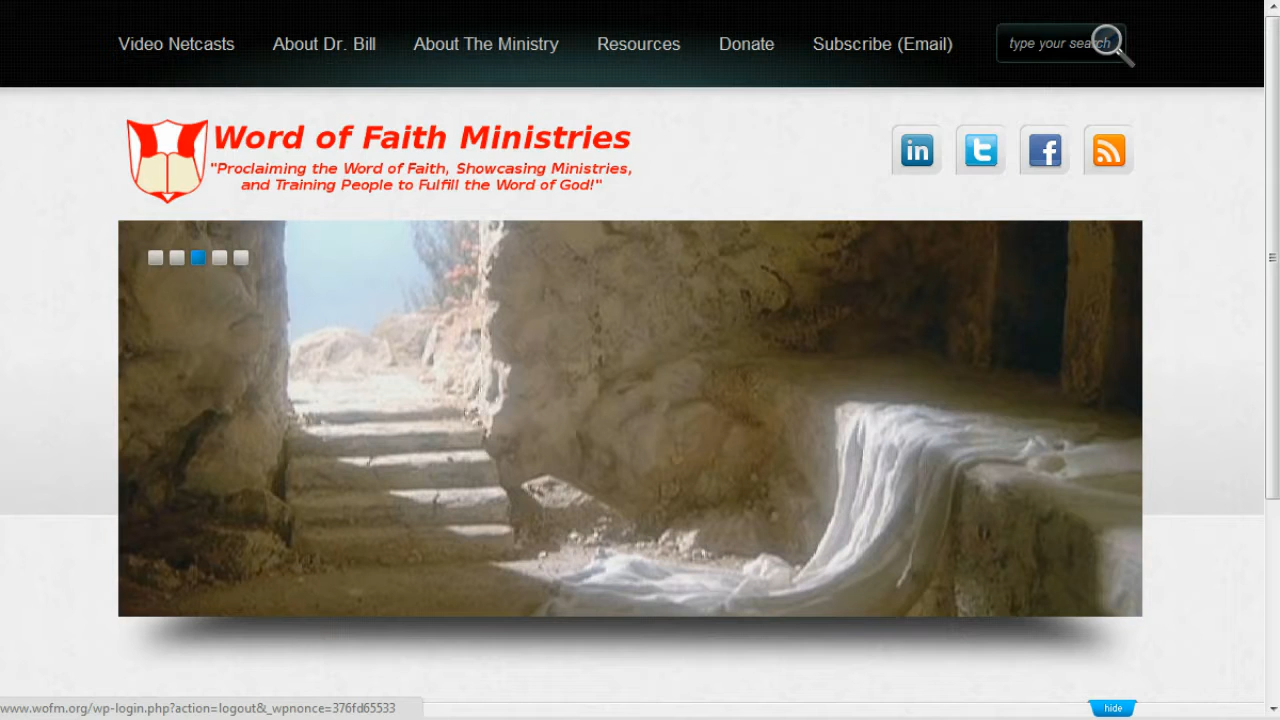 Video Netcasts About Dr. Bill About The Ministry Resources Donate Subscribe (Email) type your search
Word of Faith Ministries
"Proclaiming the Word of Faith, Showcasing Ministries,
and Training People to Fulfill the Word of God!"
in t f
www.wofm.org/wp-login.php?action=logout&_wpnonce=376fd65533 hide